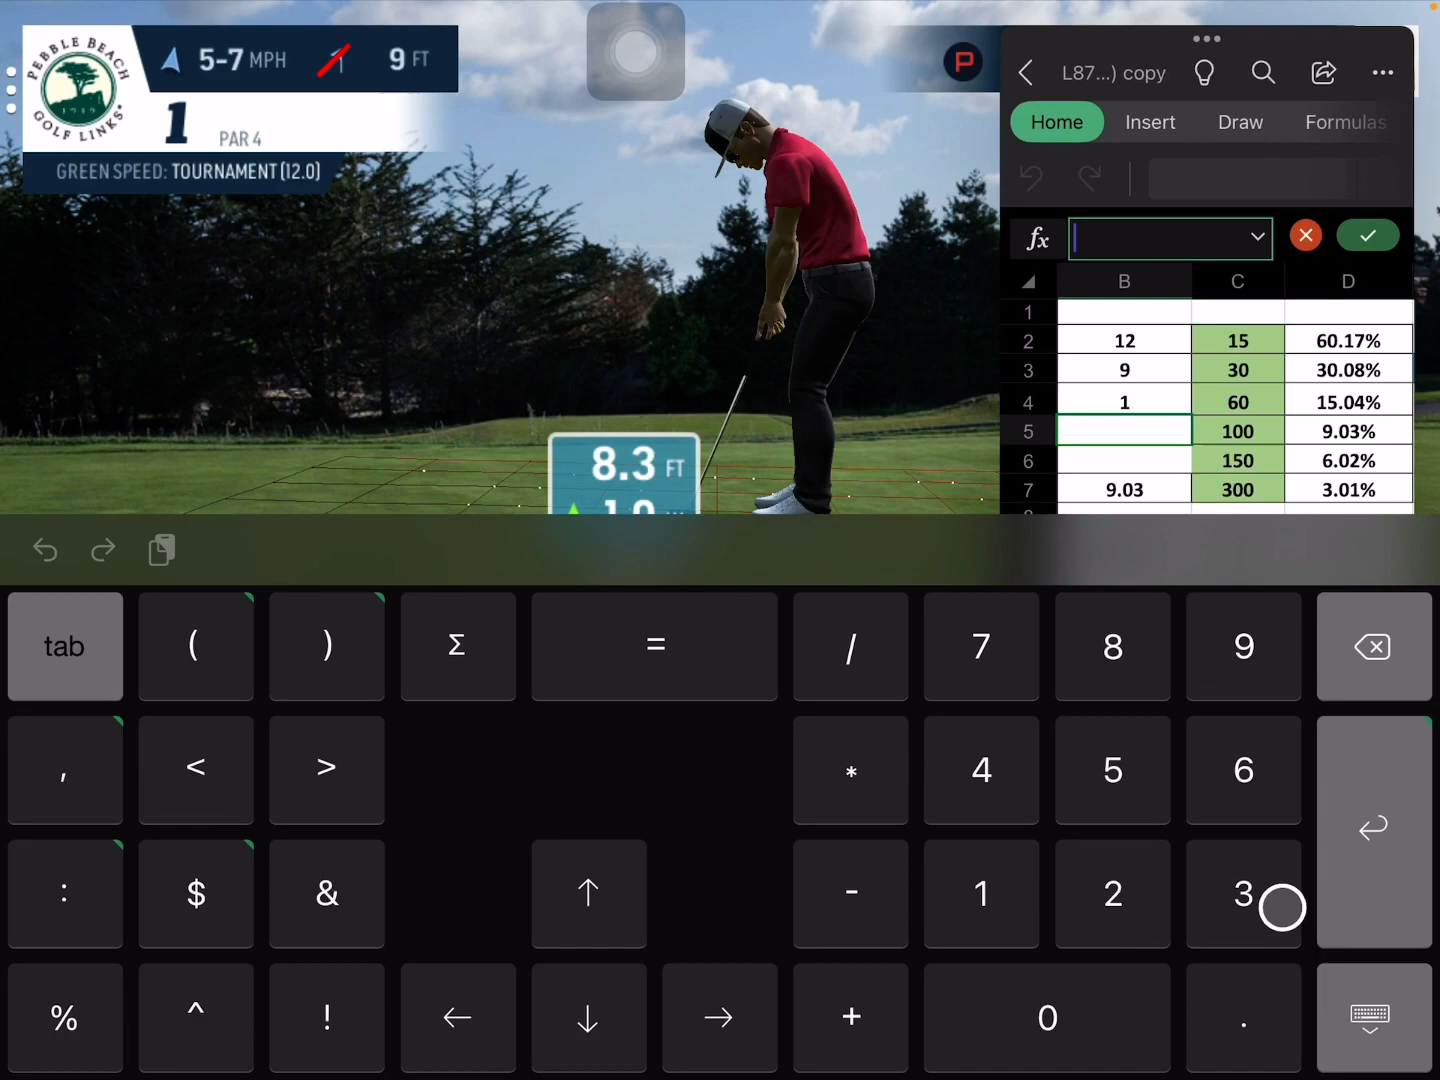 PEBBLE BEACH
GOLF LINKS
1919
5-7 MPH
9 FT
1
PAR 4
GREEN SPEED: TOURNAMENT (12.0)
P
8.3 FT
L87...) copy
Home Insert Draw Formulas
fx
B C D
1
2 12 15 60.17%
3 9 30 30.08%
4 1 60 15.04%
5 100 9.03%
6 150 6.02%
7 9.03 300 3.01%
tab ( ) Σ = / 7 8 9
, < > * 4 5 6
: $ & ↑ - 1 2 3
% ^ ! ← ↓ → + 0 .